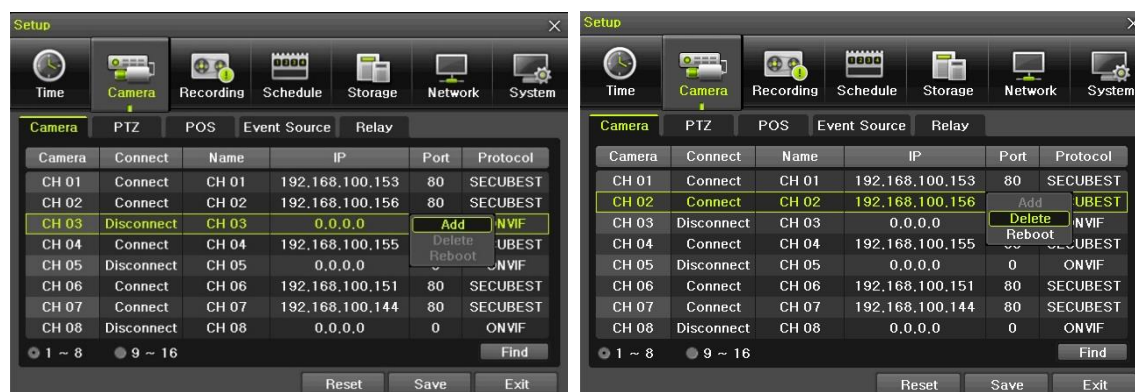 Setup
Time Camera Recording Schedule Storage Network System
Camera PTZ POS Event Source Relay
Camera Connect Name IP Port Protocol
CH 01 Connect CH 01 192.168.100.153 80 SECUBEST
CH 02 Connect CH 02 192.168.100.156 80 SECUBEST
CH 03 Disconnect CH 03 0.0.0.0 ONVIF
Add
CH 04 Connect CH 04 192.168.100.155 UBEST
Delete
Reboot
CH 05 Disconnect CH 05 0.0.0.0 0 ONVIF
CH 06 Connect CH 06 192.168.100.151 80 SECUBEST
CH 07 Connect CH 07 192.168.100.144 80 SECUBEST
CH 08 Disconnect CH 08 0.0.0.0 0 ONVIF
1 ~ 8 9 ~ 16 Find
Reset Save Exit
Setup
Time Camera Recording Schedule Storage Network System
Camera PTZ POS Event Source Relay
Camera Connect Name IP Port Protocol
CH 01 Connect CH 01 192.168.100.153 80 SECUBEST
CH 02 Connect CH 02 192.168.100.156 UBEST
Add
CH 03 Disconnect CH 03 0.0.0.0 NVIF
Delete
Reboot
CH 04 Connect CH 04 192.168.100.155 SECUBEST
CH 05 Disconnect CH 05 0.0.0.0 0 ONVIF
CH 06 Connect CH 06 192.168.100.151 80 SECUBEST
CH 07 Connect CH 07 192.168.100.144 80 SECUBEST
CH 08 Disconnect CH 08 0.0.0.0 0 ONVIF
1 ~ 8 9 ~ 16 Find
Reset Save Exit